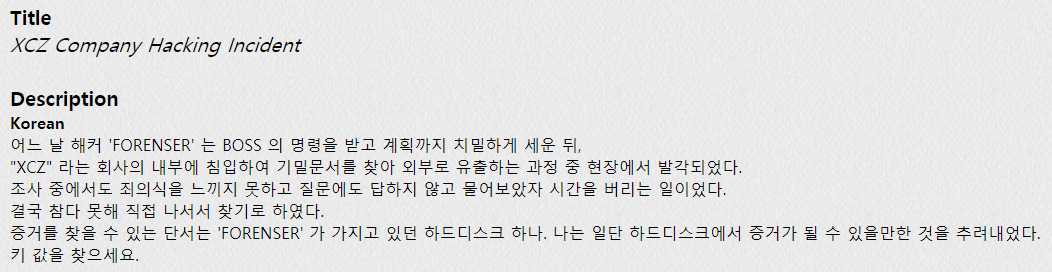 Title
XCZ Company Hacking Incident
Description
Korean
어느 날 해커 'FORENSER' 는 BOSS 의 명령을 받고 계획까지 치밀하게 세운 뒤,
"XCZ" 라는 회사의 내부에 침입하여 기밀문서를 찾아 외부로 유출하는 과정 중 현장에서 발각되었다.
조사 중에서도 죄의식을 느끼지 못하고 질문에도 답하지 않고 물어보았자 시간을 버리는 일이었다.
결국 참다 못해 직접 나서서 찾기로 하였다.
증거를 찾을 수 있는 단서는 'FORENSER' 가 가지고 있던 하드디스크 하나. 나는 일단 하드디스크에서 증거가 될 수 있을만한 것을 추려내었다.
키 값을 찾으세요.